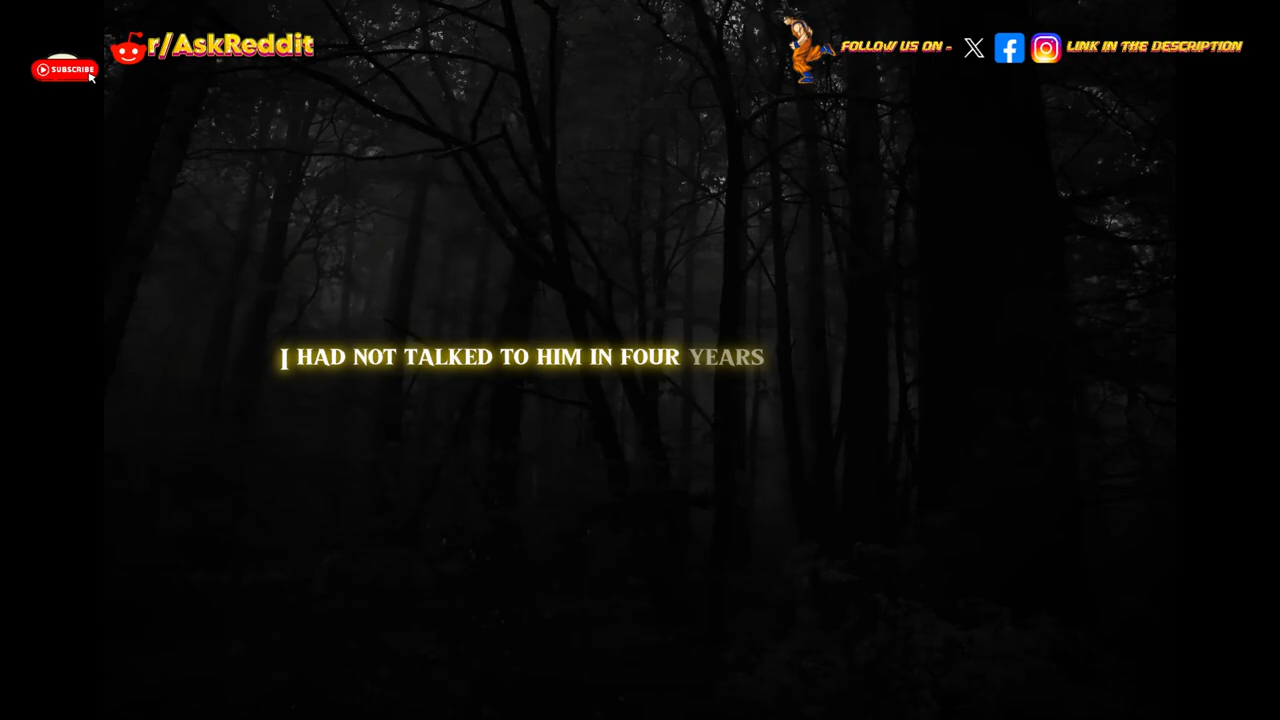 r/AskReddit
SUBSCRIBE
FOLLOW US ON -
LINK IN THE DESCRIPTION
I HAD NOT TALKED TO HIM IN FOUR YEARS